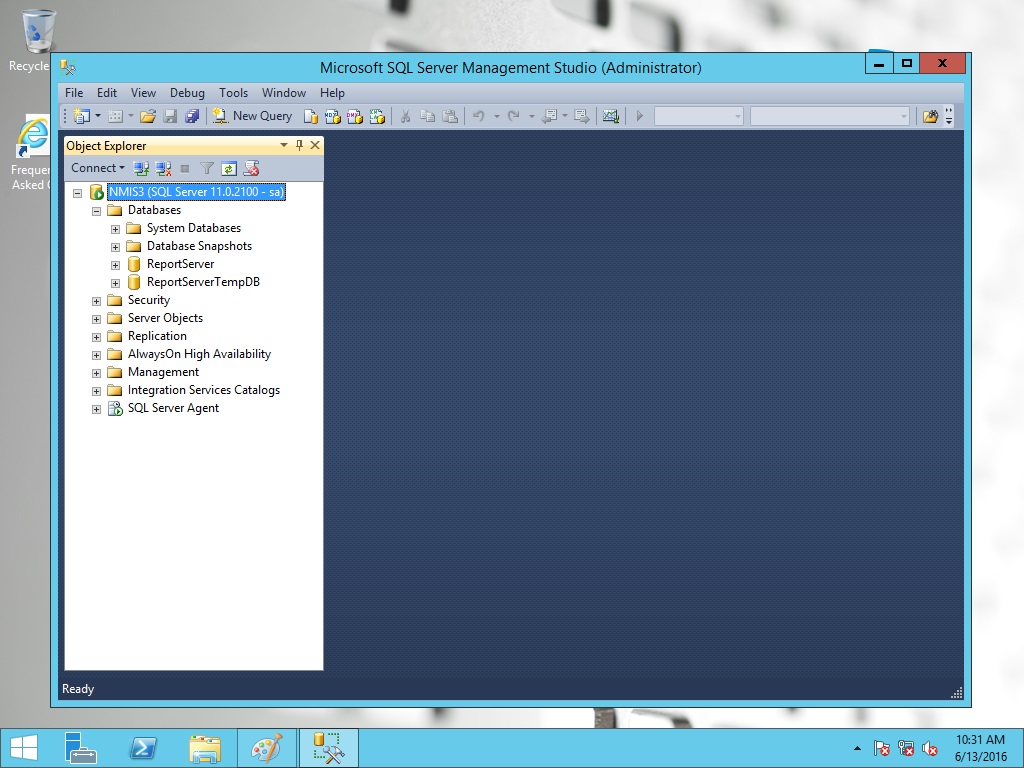 Recycle
Microsoft SQL Server Management Studio (Administrator)
File Edit View Debug Tools Window Help
New Query
Frequen
Asked
Object Explorer
Connect
NMIS3 (SQL Server 11.0.2100 - sa)
Databases
System Databases
Database Snapshots
ReportServer
ReportServerTempDB
Security
Server Objects
Replication
AlwaysOn High Availability
Management
Integration Services Catalogs
SQL Server Agent
Ready
10:31 AM
6/13/2016